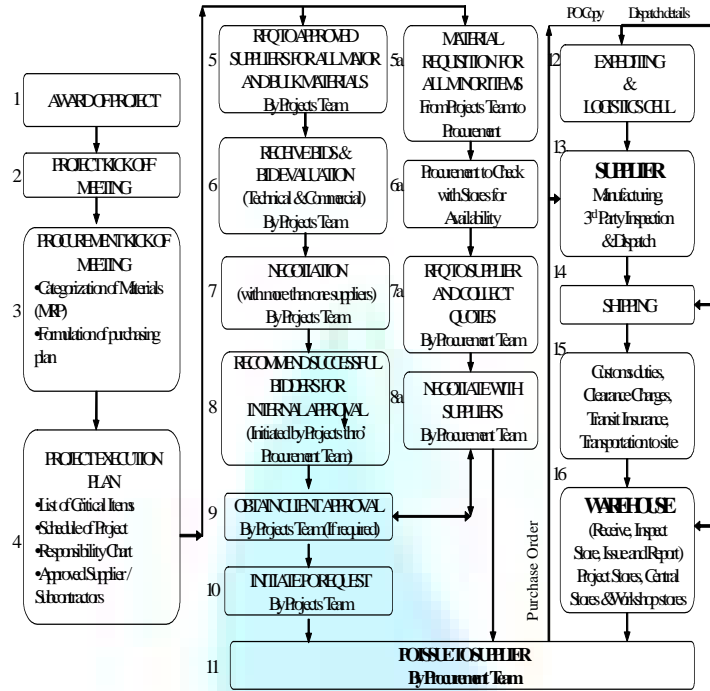 1
AWARD OF PROJECT
2
PROJECT KICK OFF
MEETING
3
PROCUREMENT KICK OF
MEETING
•Categorization of Materials
(MRP)
•Formulation of purchasing
plan
4
PROJECT EXECUTION
PLAN
•List of Critical Items
•Schedule of Project
•Responsibility Chart
•Approved Supplier /
Subcontractors
5
RFQ TO APPROVED
SUPPLIERS FOR ALL MAJOR
AND BULK MATERIALS
By Projects Team
6
RECEIVE BIDS &
BID EVALUATION
(Technical & Commercial)
By Projects Team
7
NEGOTIATION
(with more than one suppliers)
By Projects Team
8
RECOMMEND SUCCESSFUL
BIDDERS FOR
INTERNAL APPROVAL
(Initiated by Projects 'thro'
Procurement Team)
9
OBTAIN CLIENT APPROVAL
By Projects Team (If required)
10
INITIATE PO REQUEST
By Projects Team
5a
MATERIAL
REQUISITION FOR
ALL MINOR ITEMS
From Projects Team to
Procurement
6a
Procurement to Check
with Stores for
Availability
7a
RFQ TO SUPPLIER
AND COLLECT
QUOTES
By Procurement Team
8a
NEGOTIATE WITH
SUPPLIERS
By Procurement Team
11
PO ISSUE TO SUPPLIER
By Procurement Team
Purchase Order
PO Copy
Dispatch details
12
EXPEDITING
&
LOGISTICS CELL
13
SUPPLIER
Manufacturing,
3rd Party Inspection
& Dispatch
14
SHIPPING
15
Customs duties,
Clearance Charges,
Transit Insurance,
Transportation to site
16
WAREHOUSE
(Receive, Inspect
Store, Issue and Report)
Project Stores, Central
Stores & Workshop stores